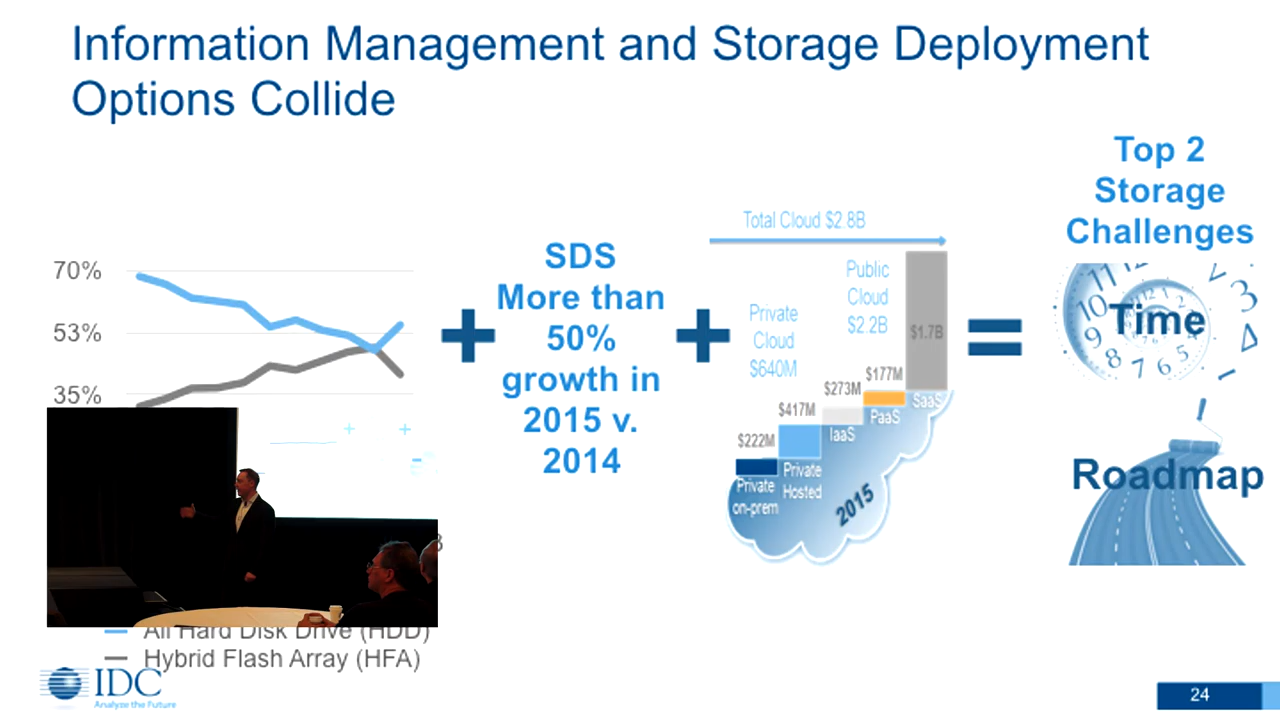 Information Management and Storage Deployment
Options Collide
70%
53%
35%
All Hard Disk Drive (HDD)
Hybrid Flash Array (HFA)
SDS
More than
50%
growth in
2015 v.
2014
Total Cloud $2.8B
Public
Cloud
$2.2B
Private
Cloud
$640M
$1.7B
$177M
$273M
$417M
$222M
SaaS
PaaS
IaaS
Private
Hosted
Private
on-prem
2015
Top 2
Storage
Challenges
Time
Roadmap
IDC
Analyze the Future
24